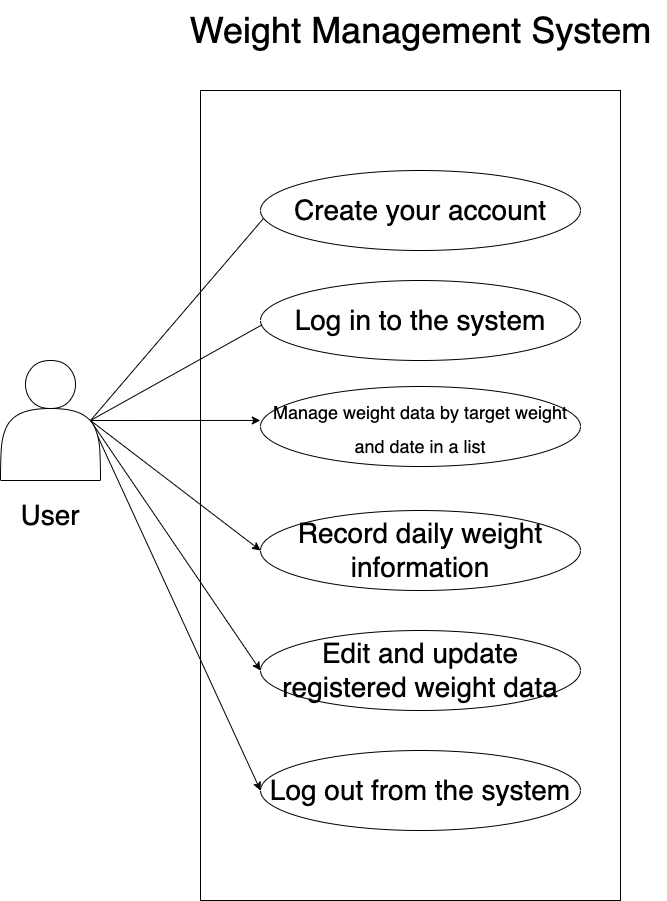 Weight Management System
Create your account
Log in to the system
Manage weight data by target weight
and date in a list
User
Record daily weight
information
Edit and update
registered weight data
Log out from the system